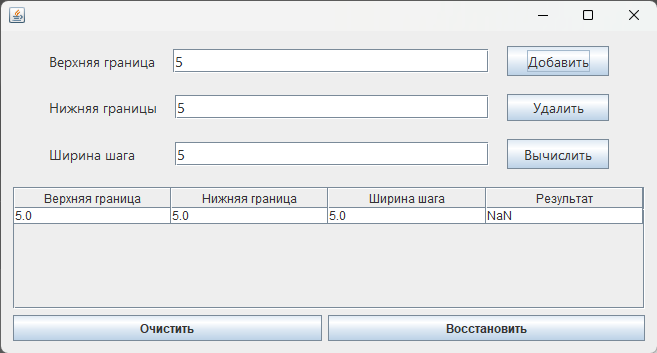 Верхняя граница 5 Добавить
Нижняя границы 5 Удалить
Ширина шага 5 Вычислить
Верхняя граница Нижняя граница Ширина шага Результат
5.0 5.0 5.0 NaN
Очистить Восстановить